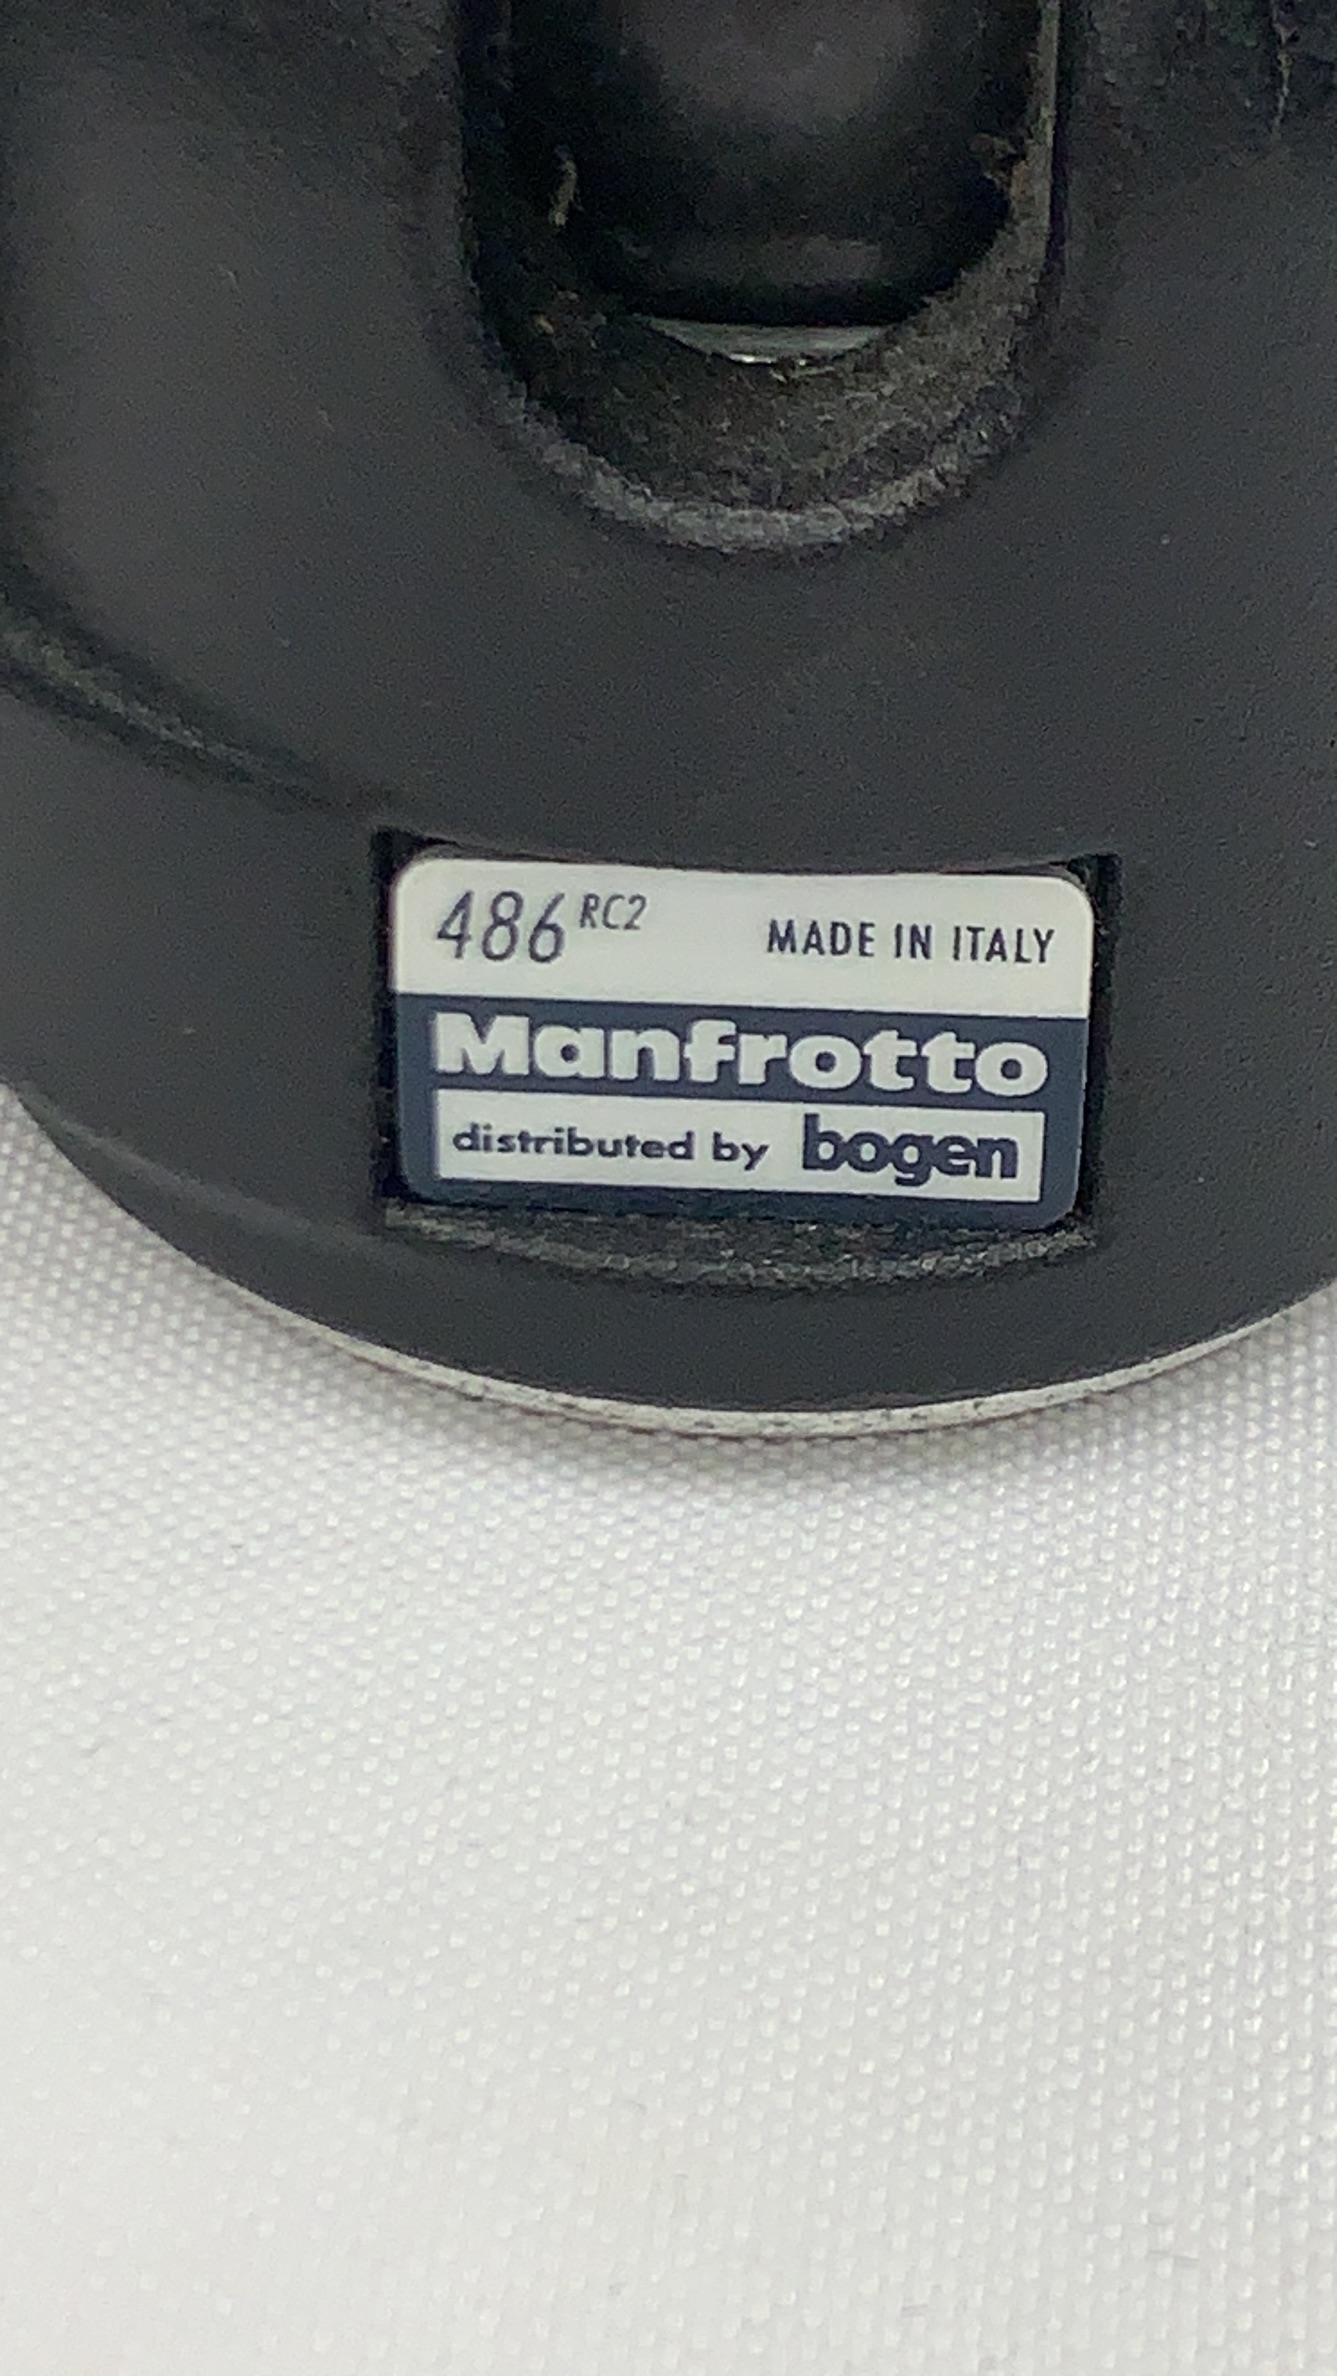 486 RC2 MADE IN ITALY
Manfrotto
distributed by bogen